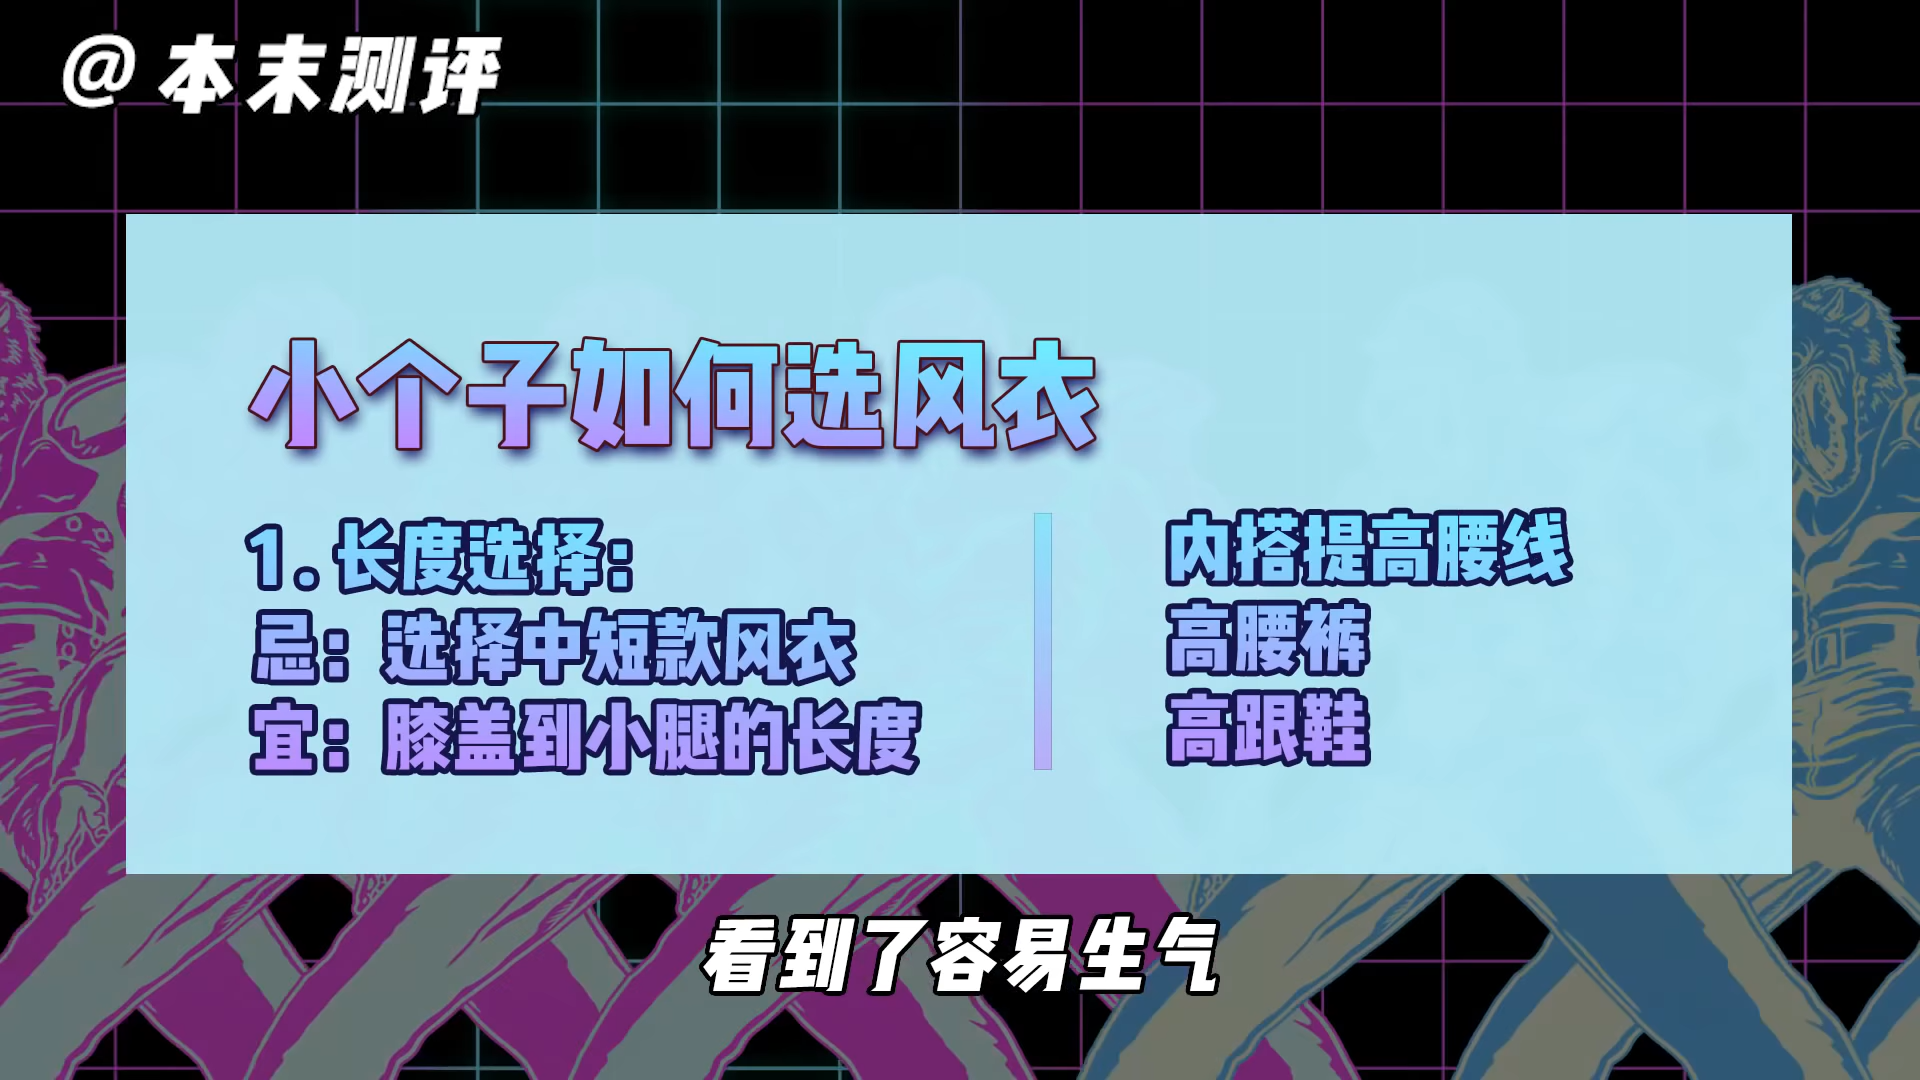 @本末测评
小个子如何选风衣
1.长度选择：
忌：选择中短款风衣
宜：膝盖到小腿的长度
内搭提高腰线
高腰裤
高跟鞋
看到了容易生气